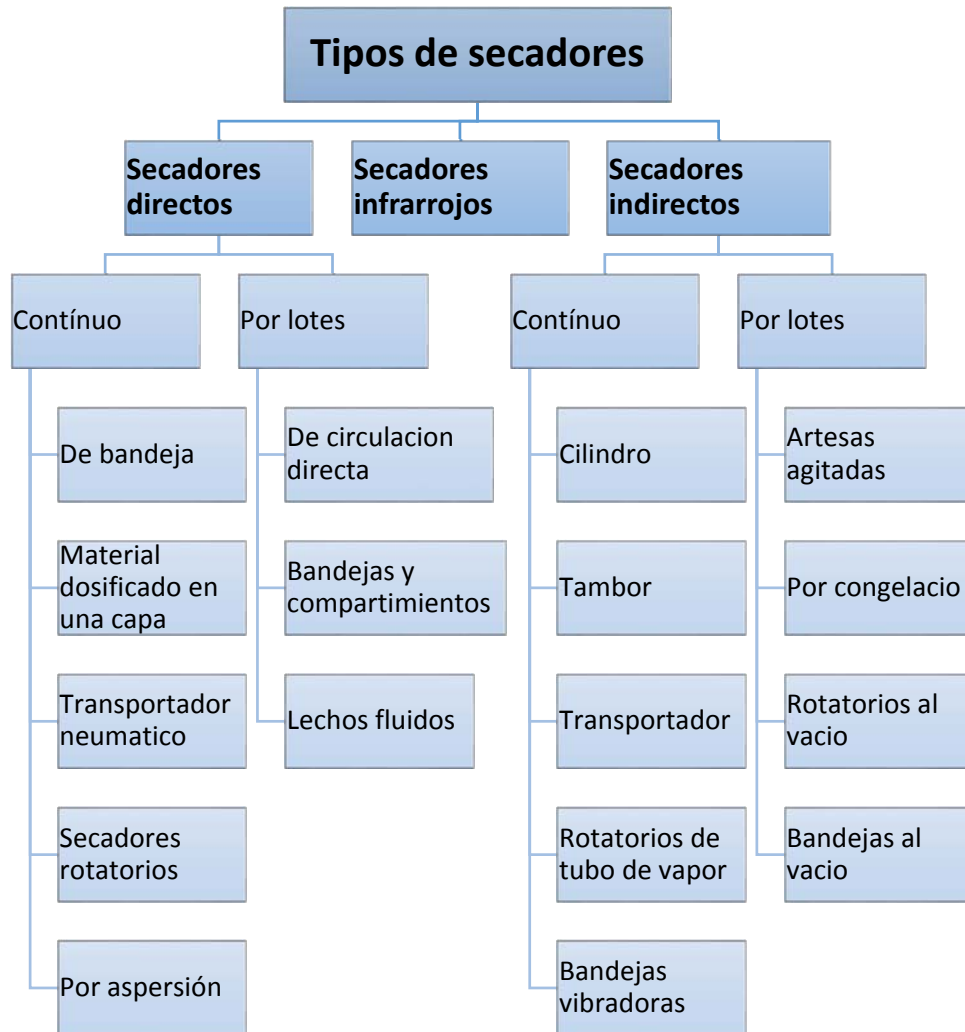 Tipos de secadores
Secadores
directos
Secadores
infrarrojos
Secadores
indirectos
Contínuo
De bandeja
Material
dosificado en
una capa
Transportador
neumatico
Secadores
rotatorios
Por aspersión
Por lotes
De circulacion
directa
Bandejas y
compartimientos
Lechos fluidos
Contínuo
Cilindro
Tambor
Transportador
Rotatorios de
tubo de vapor
Bandejas
vibradoras
Por lotes
Artesas
agitadas
Por congelacio
Rotatorios al
vacio
Bandejas al
vacio